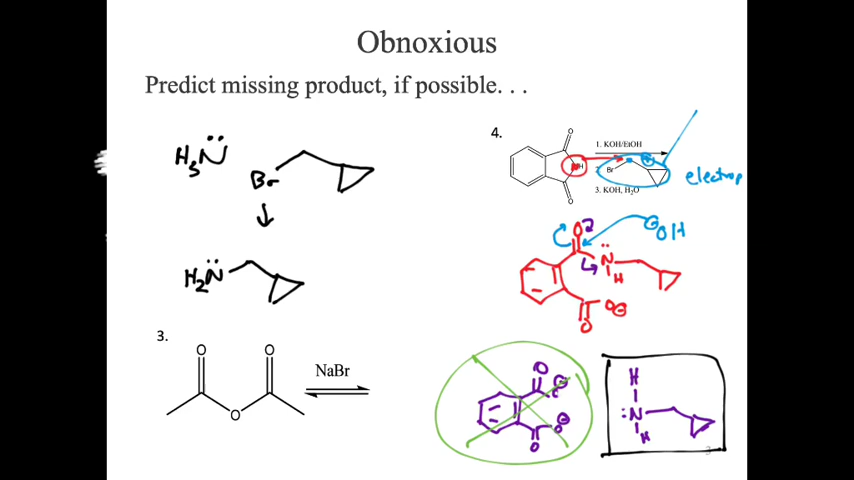 Obnoxious
Predict missing product, if possible. . .
H3N
Br
H2N
3.
O O
O
NaBr
4.
O
NH
O
1. KOH/EtOH
Br
3. KOH, H2O
electrop
O
OH
N
H
O
O
O
O
O
H
:N
H